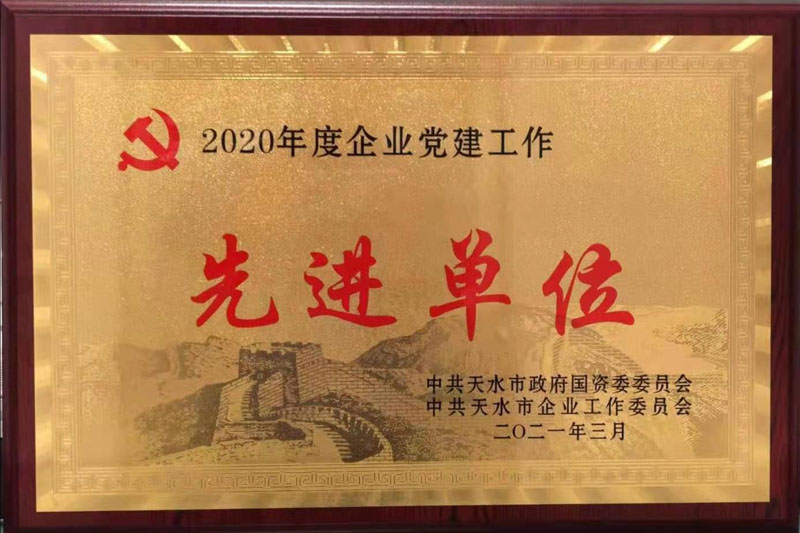 2020年度企业党建工作
先进单位
中共天水市政府国资委委员会
中共天水市企业工作委员会
二〇二一年三月